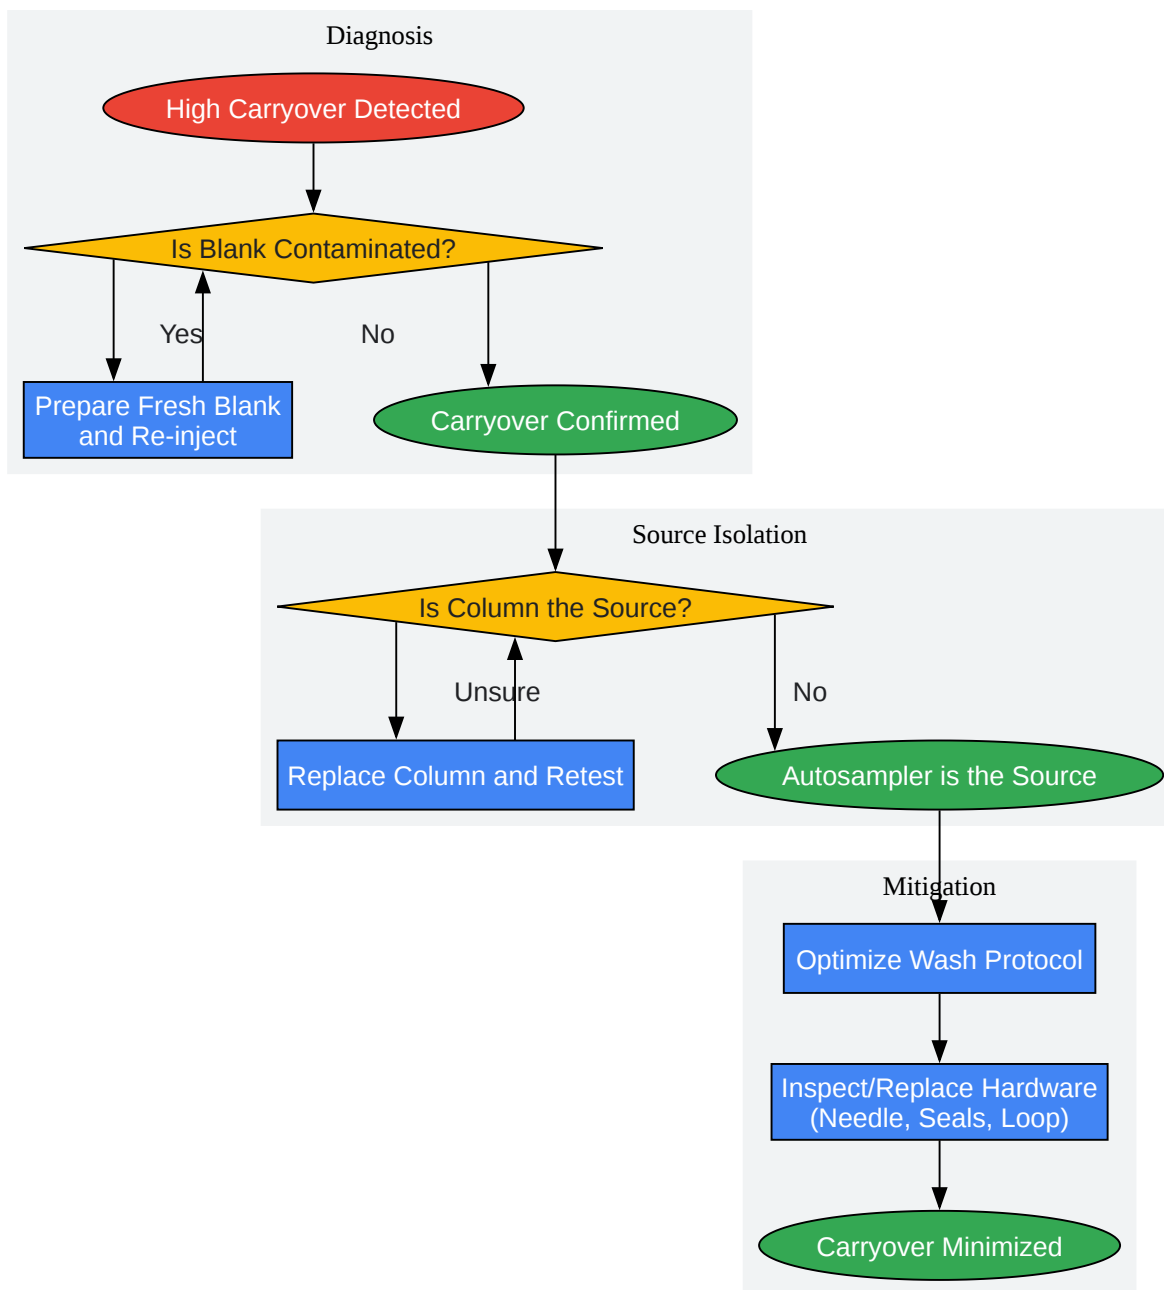 Diagnosis
High Carryover Detected
Is Blank Contaminated?
Yes
No
Prepare Fresh Blank
and Re-inject
Carryover Confirmed
Source Isolation
Is Column the Source?
Unsure
No
Replace Column and Retest
Autosampler is the Source
Mitigation
Optimize Wash Protocol
Inspect/Replace Hardware
(Needle, Seals, Loop)
Carryover Minimized